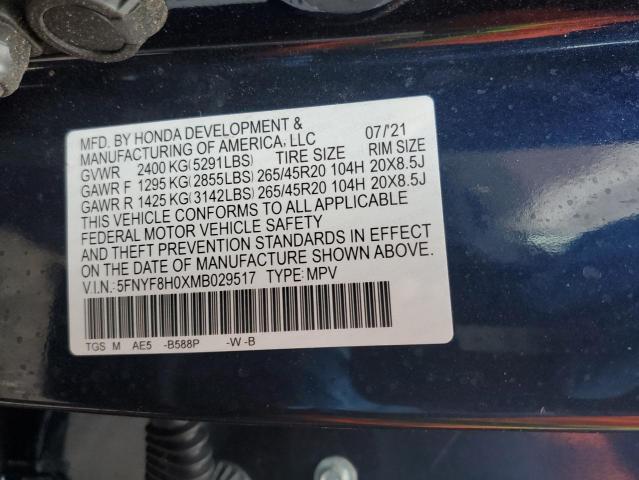 MFD. BY HONDA DEVELOPMENT & 07/'21
MANUFACTURING OF AMERICA, LLC
GVWR 2400 KG(5291LBS) TIRE SIZE RIM SIZE
GAWR F 1295 KG(2855LBS) 265/45R20 104H 20X8.5J
GAWR R 1425 KG(3142LBS) 265/45R20 104H 20X8.5J
THIS VEHICLE CONFORMS TO ALL APPLICABLE
FEDERAL MOTOR VEHICLE SAFETY
AND THEFT PREVENTION STANDARDS IN EFFECT
ON THE DATE OF MANUFACTURE SHOWN ABOVE.
V.I.N.:5FNYF8H0XMB029517 TYPE: MPV
TGS M AE5 -B588P -W -B